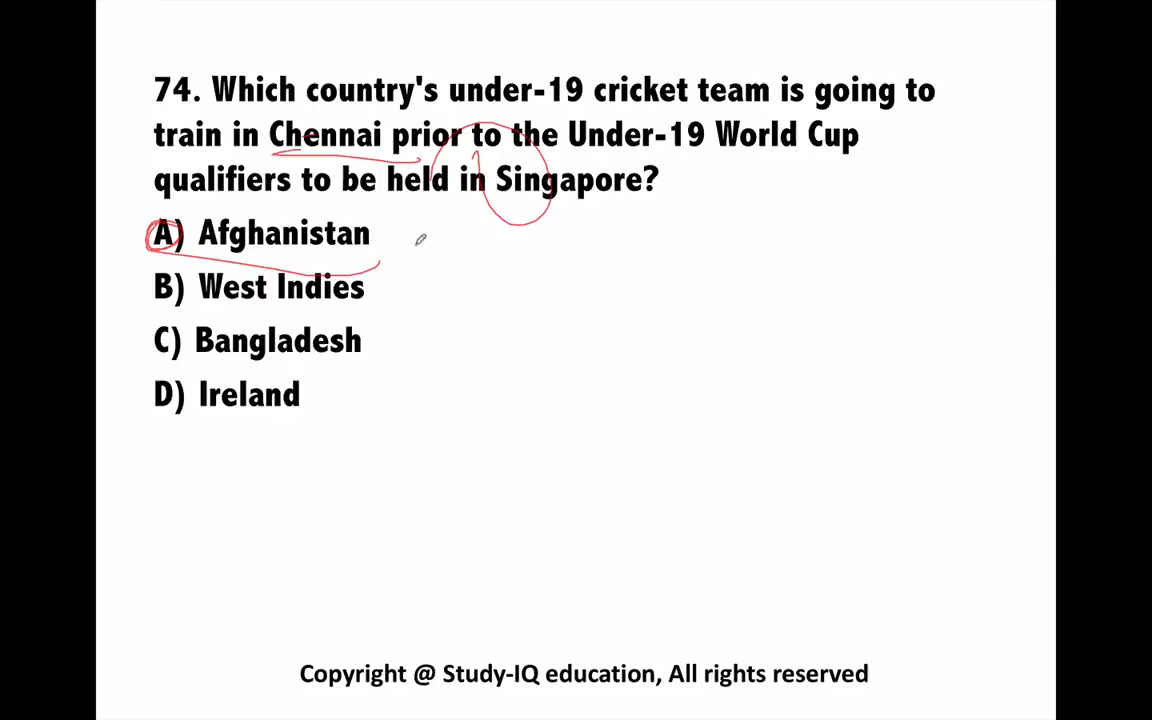 74. Which country's under-19 cricket team is going to
train in Chennai prior to the Under-19 World Cup
qualifiers to be held in Singapore?
A) Afghanistan
B) West Indies
C) Bangladesh
D) Ireland
Copyright @ Study-IQ education, All rights reserved